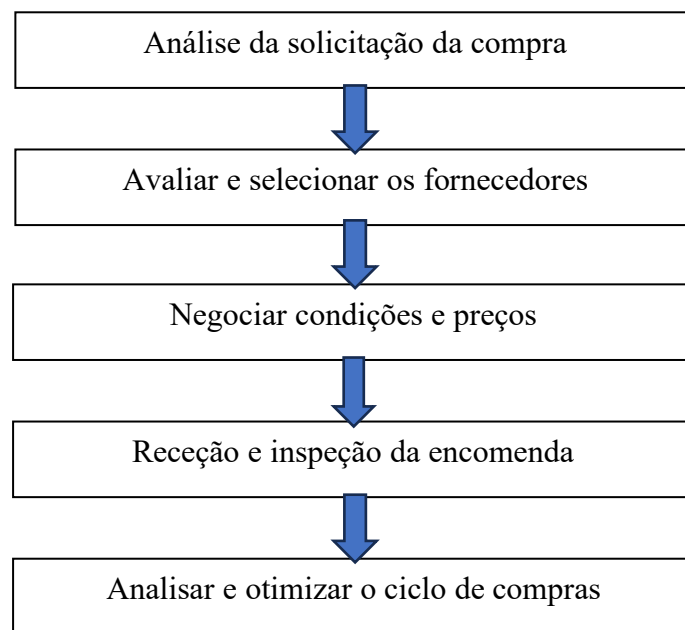 Análise da solicitação da compra
Avaliar e selecionar os fornecedores
Negociar condições e preços
Receção e inspeção da encomenda
Analisar e otimizar o ciclo de compras